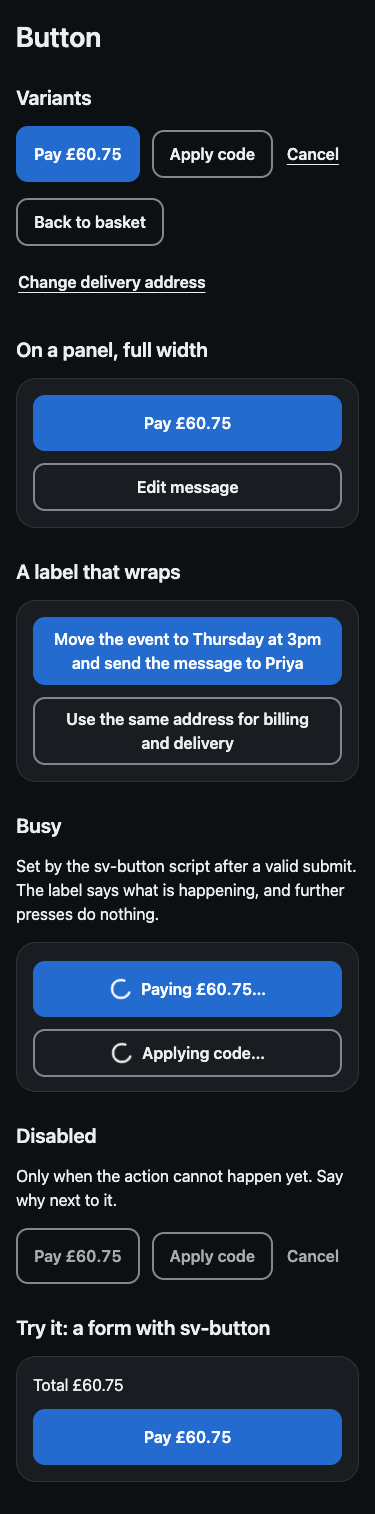 Button
Variants
Pay £60.75
Apply code
Cancel
Back to basket
Change delivery address
On a panel, full width
Pay £60.75
Edit message
A label that wraps
Move the event to Thursday at 3pm
and send the message to Priya
Use the same address for billing
and delivery
Busy
Set by the sv-button script after a valid submit.
The label says what is happening, and further
presses do nothing.
Paying £60.75...
Applying code...
Disabled
Only when the action cannot happen yet. Say
why next to it.
Pay £60.75
Apply code
Cancel
Try it: a form with sv-button
Total £60.75
Pay £60.75